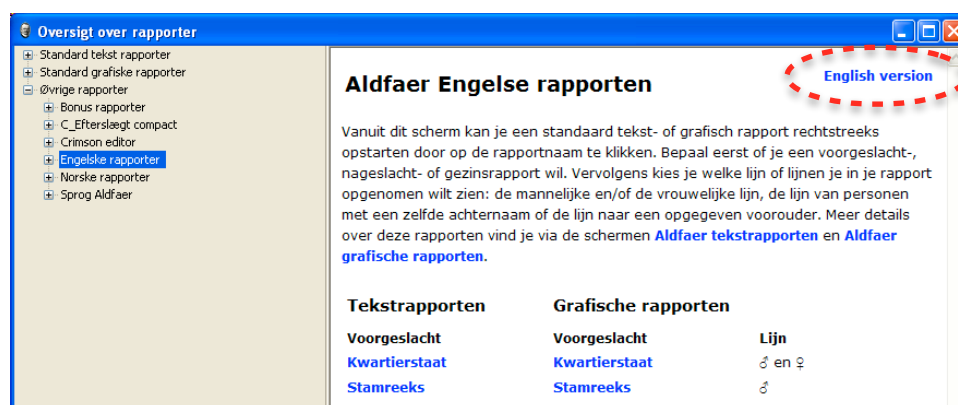 Oversigt over rapporter
Standard tekst rapporter
Standard grafiske rapporter
Øvrige rapporter
Bonus rapporter
C_Efterslægt compact
Crimson editor
Engelske rapporter
Norske rapporter
Sprog Aldfaer
English version
Aldfaer Engelse rapporten
Vanuit dit scherm kan je een standaard tekst- of grafisch rapport rechtstreeks
opstarten door op de rapportnaam te klikken. Bepaal eerst of je een voorgeslacht-,
nageslacht- of gezinsrapport wil. Vervolgens kies je welke lijn of lijnen je in je rapport
opgenomen wilt zien: de mannelijke en/of de vrouwelijke lijn, de lijn van personen
met een zelfde achternaam of de lijn naar een opgegeven voorouder. Meer details
over deze rapporten vind je via de schermen Aldfaer tekstrapporten en Aldfaer
grafische rapporten.
Tekstrapporten Grafische rapporten
Voorgeslacht Voorgeslacht Lijn
Kwartierstaat Kwartierstaat ♂ en ♀
Stamreeks Stamreeks ♂